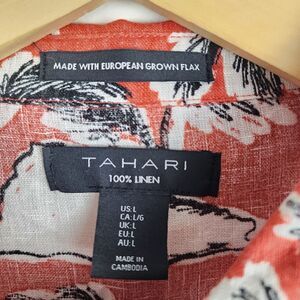 MADE WITH EUROPEAN GROWN FLAX
TAHARI
100% LINEN
US: L
CA: L/G
UK: L
EU: L
AU: L
MADE IN
CAMBODIA